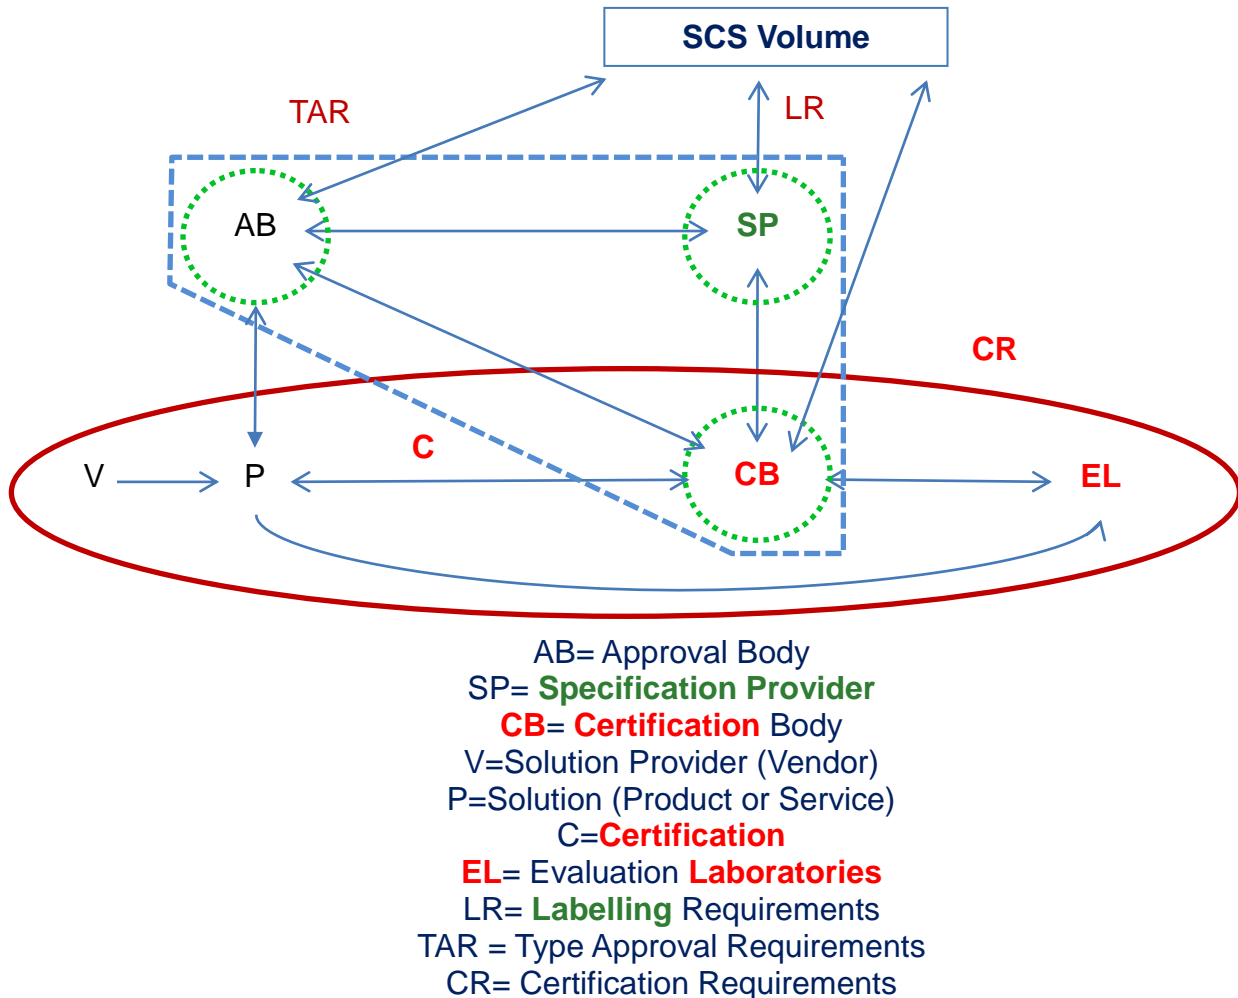 SCS Volume
TAR
LR
AB
SP
CR
C
V
P
CB
EL
AB= Approval Body
SP= Specification Provider
CB= Certification Body
V=Solution Provider (Vendor)
P=Solution (Product or Service)
C=Certification
EL= Evaluation Laboratories
LR= Labelling Requirements
TAR = Type Approval Requirements
CR= Certification Requirements